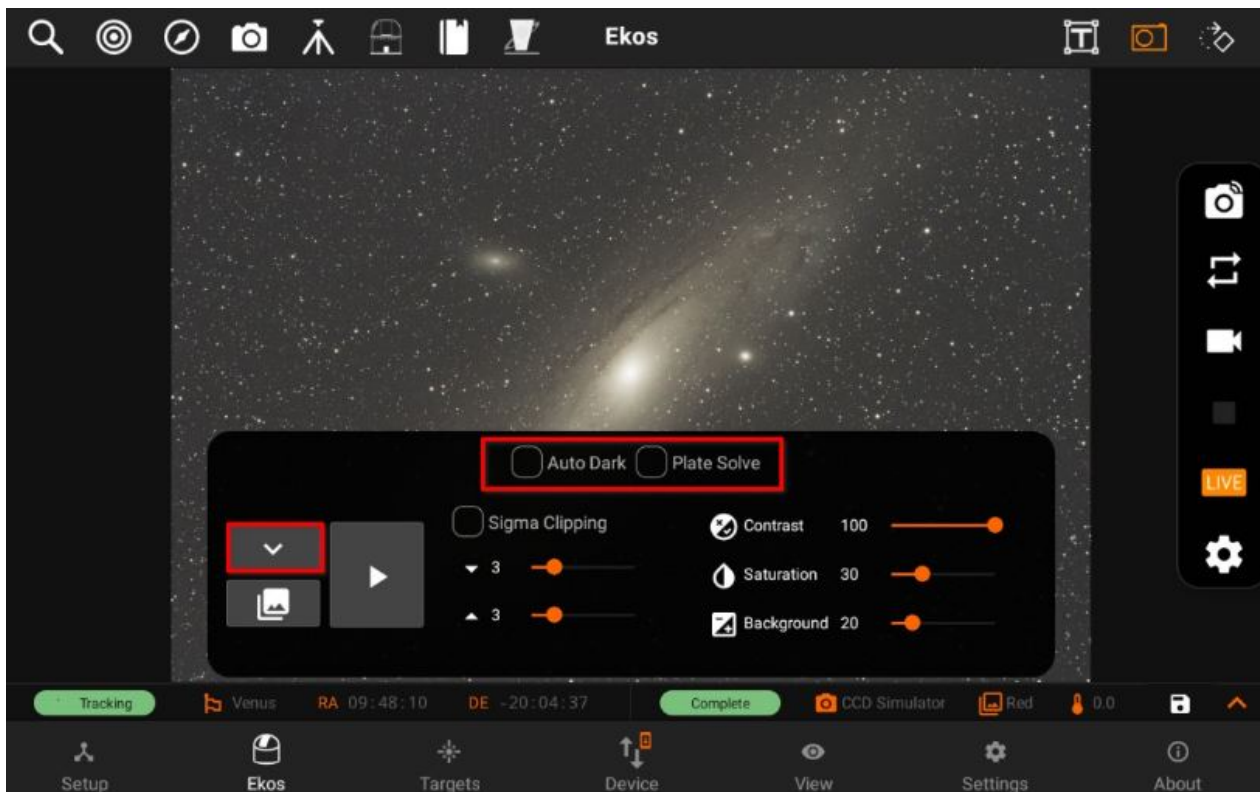 Ekos
T
LIVE
Auto Dark Plate Solve
Sigma Clipping
3
3
Contrast 100
Saturation 30
Background 20
Tracking Venus RA 09:48:10 DE -20:04:37 Complete CCD Simulator Red 0.0
Setup Ekos Targets Device View Settings About